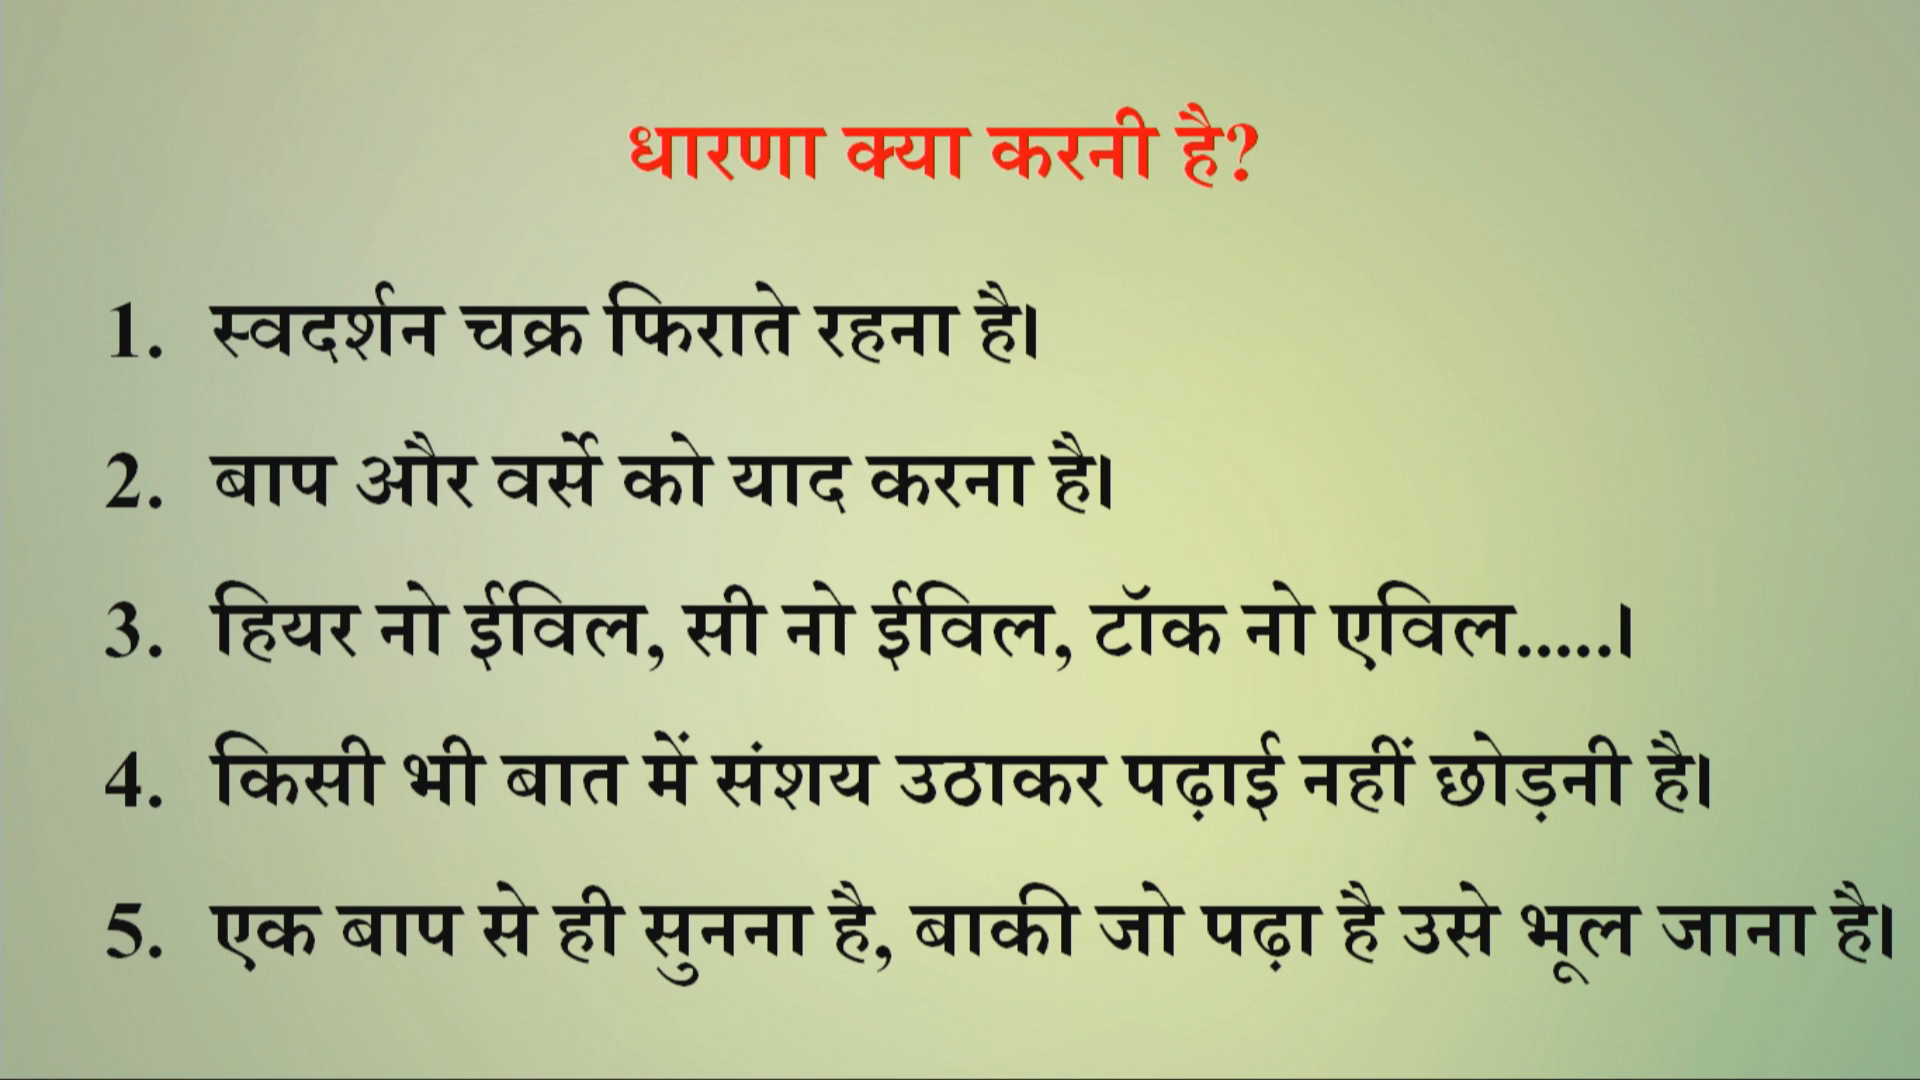 धारणा क्या करनी है?
1. स्वदर्शन चक्र फिराते रहना है।
2. बाप और वर्से को याद करना है।
3. हियर नो ईविल, सी नो ईविल, टॉक नो एविल.....।
4. किसी भी बात में संशय उठाकर पढ़ाई नहीं छोड़नी है।
5. एक बाप से ही सुनना है, बाकी जो पढ़ा है उसे भूल जाना है।